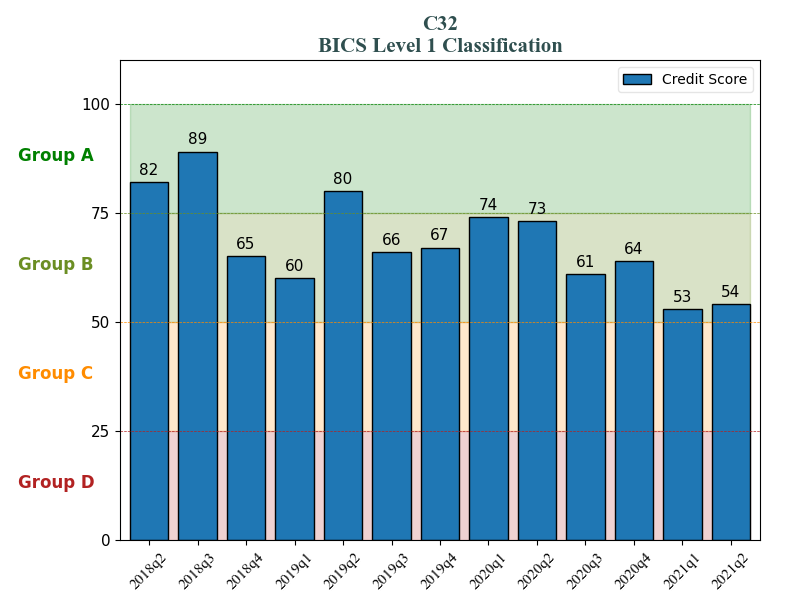 C32
BICS Level 1 Classification
Credit Score
100
75
50
25
0
Group A
Group B
Group C
Group D
82
89
65
60
80
66
67
74
73
61
64
53
54
2018q2
2018q3
2018q4
2019q1
2019q2
2019q3
2019q4
2020q1
2020q2
2020q3
2020q4
2021q1
2021q2